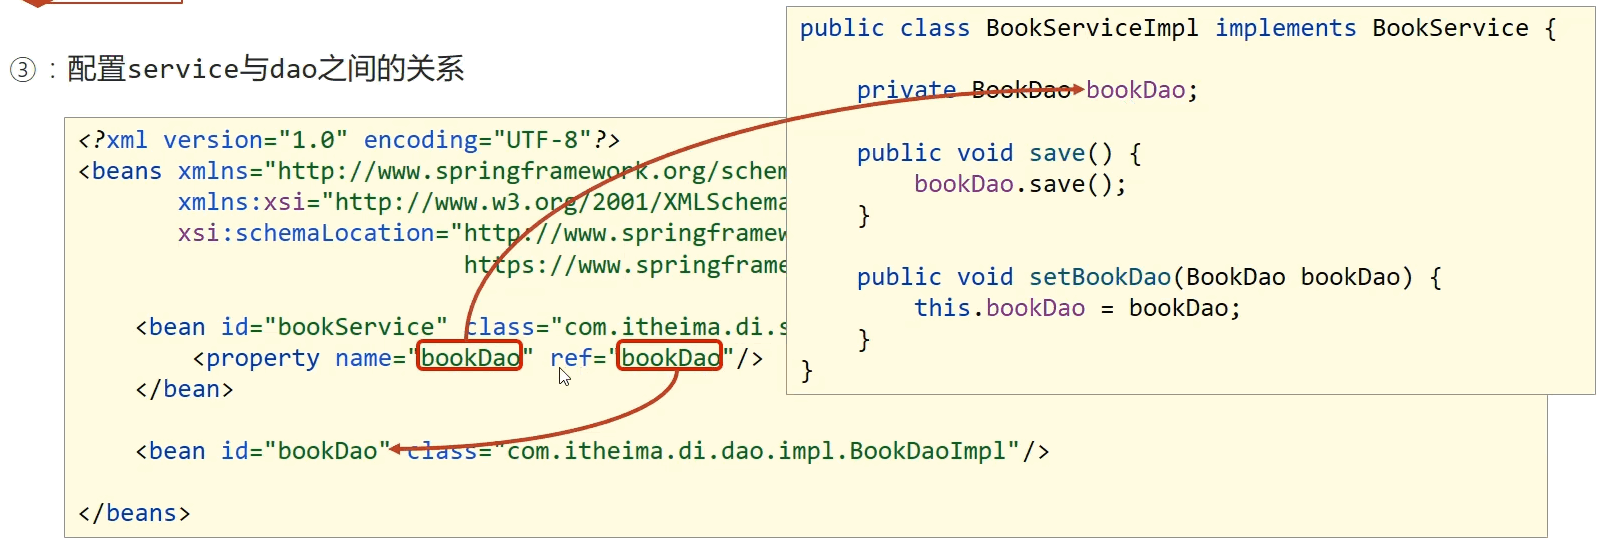 ③：配置service与dao之间的关系
<?xml version="1.0" encoding="UTF-8"?>
<beans xmlns="http://www.springframework.org/schem
xmlns:xsi="http://www.w3.org/2001/XMLSchema
xsi:schemaLocation="http://www.springframew
https://www.springframe
<bean id="bookService" class="com.itheima.di.s
<property name="bookDao" ref="bookDao"/>
</bean>
<bean id="bookDao" class="com.itheima.di.dao.impl.BookDaoImpl"/>
</beans>
public class BookServiceImpl implements BookService {
private BookDao bookDao;
public void save() {
bookDao.save();
}
public void setBookDao(BookDao bookDao) {
this.bookDao = bookDao;
}
}